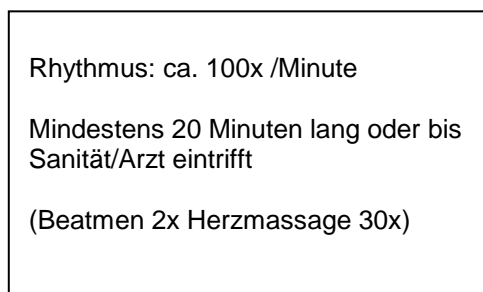 Rhythmus: ca. 100x /Minute
Mindestens 20 Minuten lang oder bis
Sanität/Arzt eintrifft
(Beatmen 2x Herzmassage 30x)